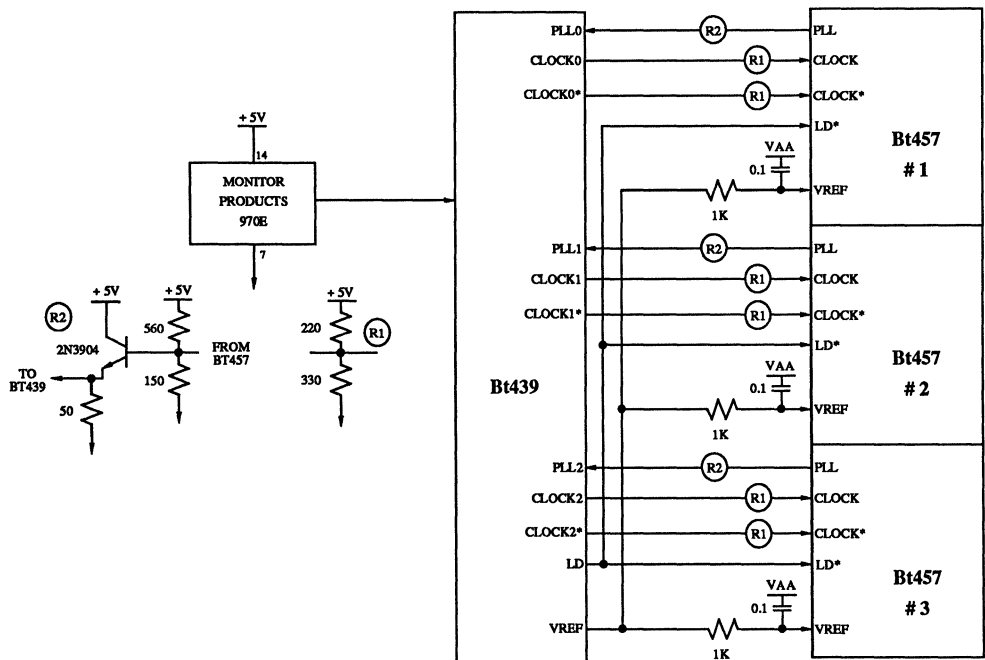 PLL0
R2
PLL
CLOCK0
R1
CLOCK
CLOCK0*
R1
CLOCK*
LD*
Bt457
# 1
+ 5V
14
MONITOR
PRODUCTS
970E
7
VAA
0.1
1K
VREF
PLL1
R2
PLL
CLOCK1
R1
CLOCK
CLOCK1*
R1
CLOCK*
LD*
Bt457
# 2
VAA
0.1
1K
VREF
R2
+ 5V
2N3904
+ 5V
560
150
FROM
BT457
TO
BT439
50
+ 5V
220
R1
330
Bt439
PLL2
R2
PLL
CLOCK2
R1
CLOCK
CLOCK2*
R1
CLOCK*
LD
LD*
Bt457
# 3
VAA
0.1
VREF
1K
VREF